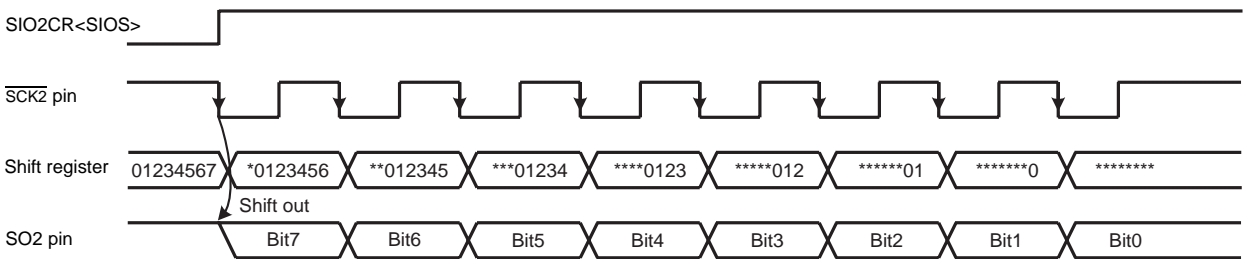 SIO2CR<SIOS>
SCK2 pin
Shift register 01234567 *0123456 **012345 ***01234 ****0123 *****012 ******01 *******0 ********
Shift out
SO2 pin Bit7 Bit6 Bit5 Bit4 Bit3 Bit2 Bit1 Bit0